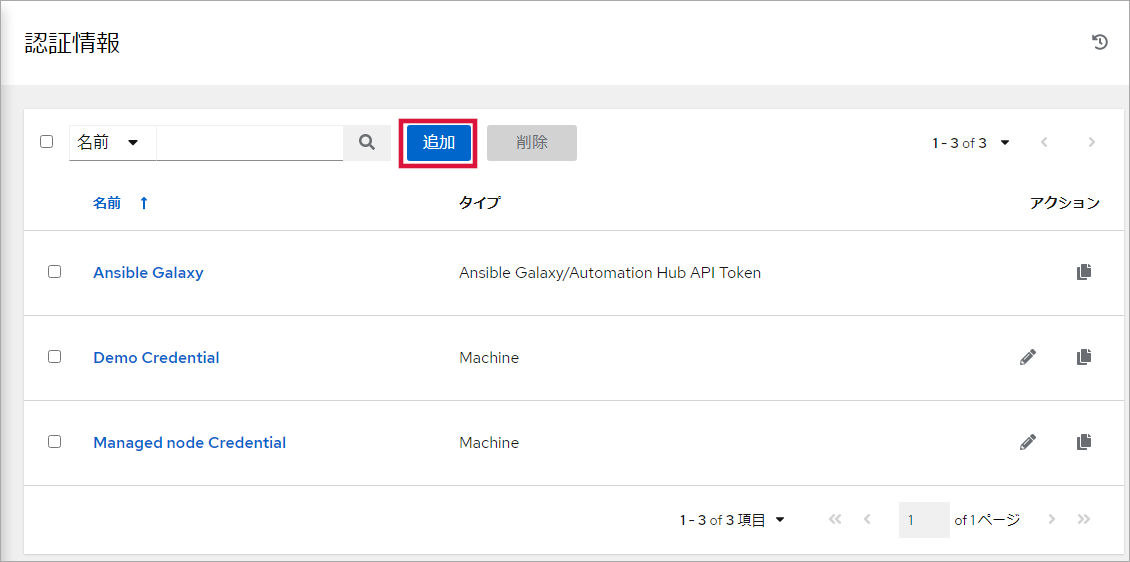 認証情報
名前 追加 削除 1 - 3 of 3
名前 タイプ アクション
Ansible Galaxy Ansible Galaxy/Automation Hub API Token
Demo Credential Machine
Managed node Credential Machine
1 - 3 of 3 項目 1 of 1 ページ